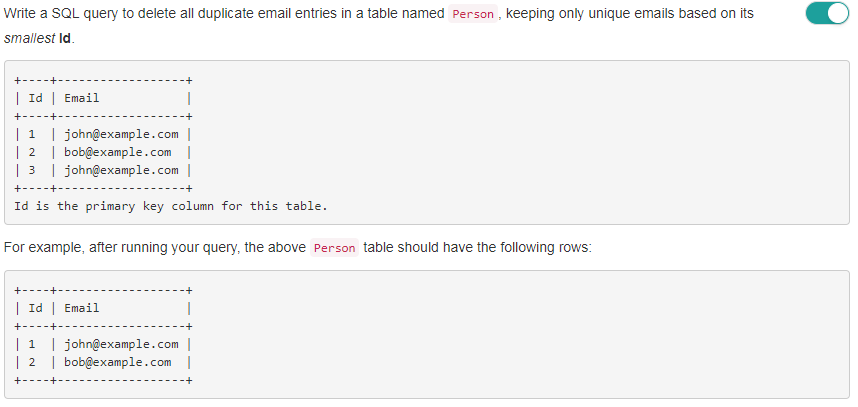 Write a SQL query to delete all duplicate email entries in a table named Person , keeping only unique emails based on its
smallest Id.
+----+------------------+
| Id | Email            |
+----+------------------+
| 1  | john@example.com |
| 2  | bob@example.com  |
| 3  | john@example.com |
+----+------------------+
Id is the primary key column for this table.
For example, after running your query, the above Person table should have the following rows:
+----+------------------+
| Id | Email            |
+----+------------------+
| 1  | john@example.com |
| 2  | bob@example.com  |
+----+------------------+